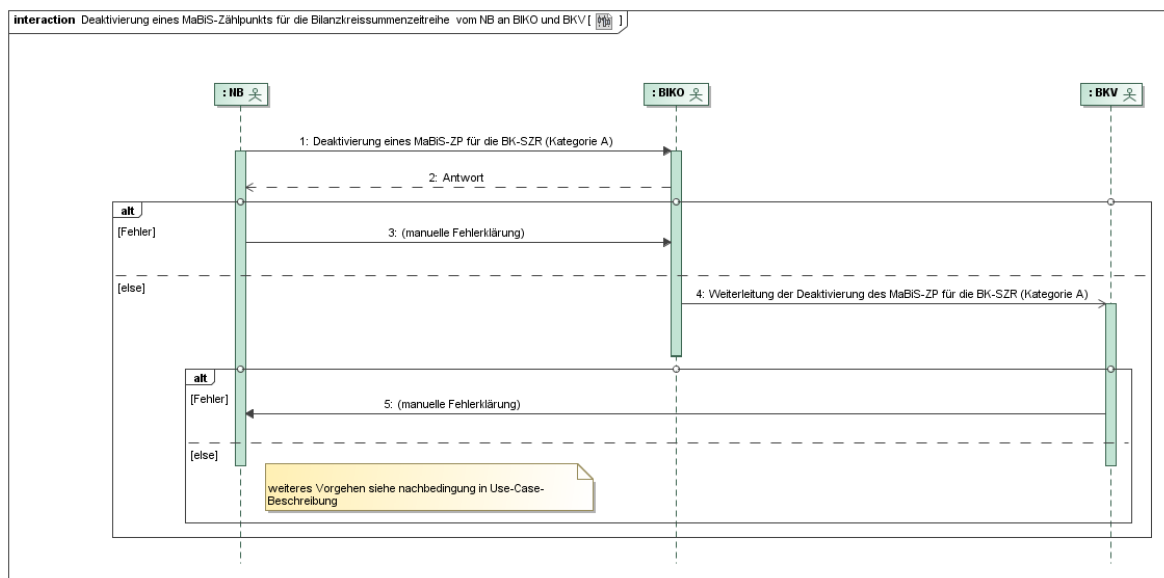 interaction Deaktivierung eines MaBiS-Zählpunkts für die Bilanzkreissummenzeitreihe vom NB an BIKO und BKV [ ]
: NB
: BIKO
: BKV
1: Deaktivierung eines MaBiS-ZP für die BK-SZR (Kategorie A)
2: Antwort
alt
[Fehler]
3: (manuelle Fehlerklärung)
[else]
4: Weiterleitung der Deaktivierung des MaBiS-ZP für die BK-SZR (Kategorie A)
alt
[Fehler]
5: (manuelle Fehlerklärung)
[else]
weiteres Vorgehen siehe nachbedingung in Use-Case-
Beschreibung